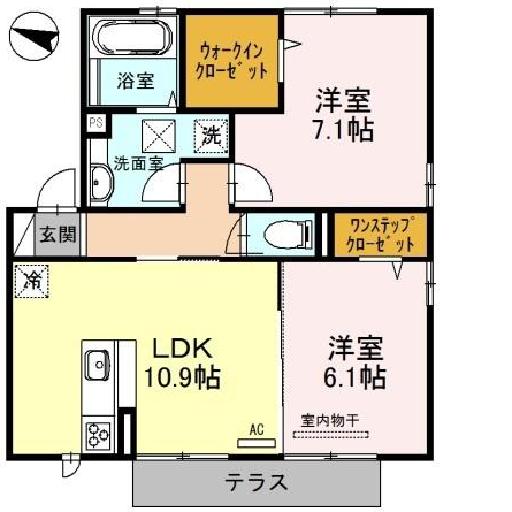 ウォークイン
クローゼット
浴室
洋室
7.1帖
PS
洗
洗面室
玄関
ワンステップ
クローゼット
冷
LDK
10.9帖
洋室
6.1帖
室内物干
AC
テラス